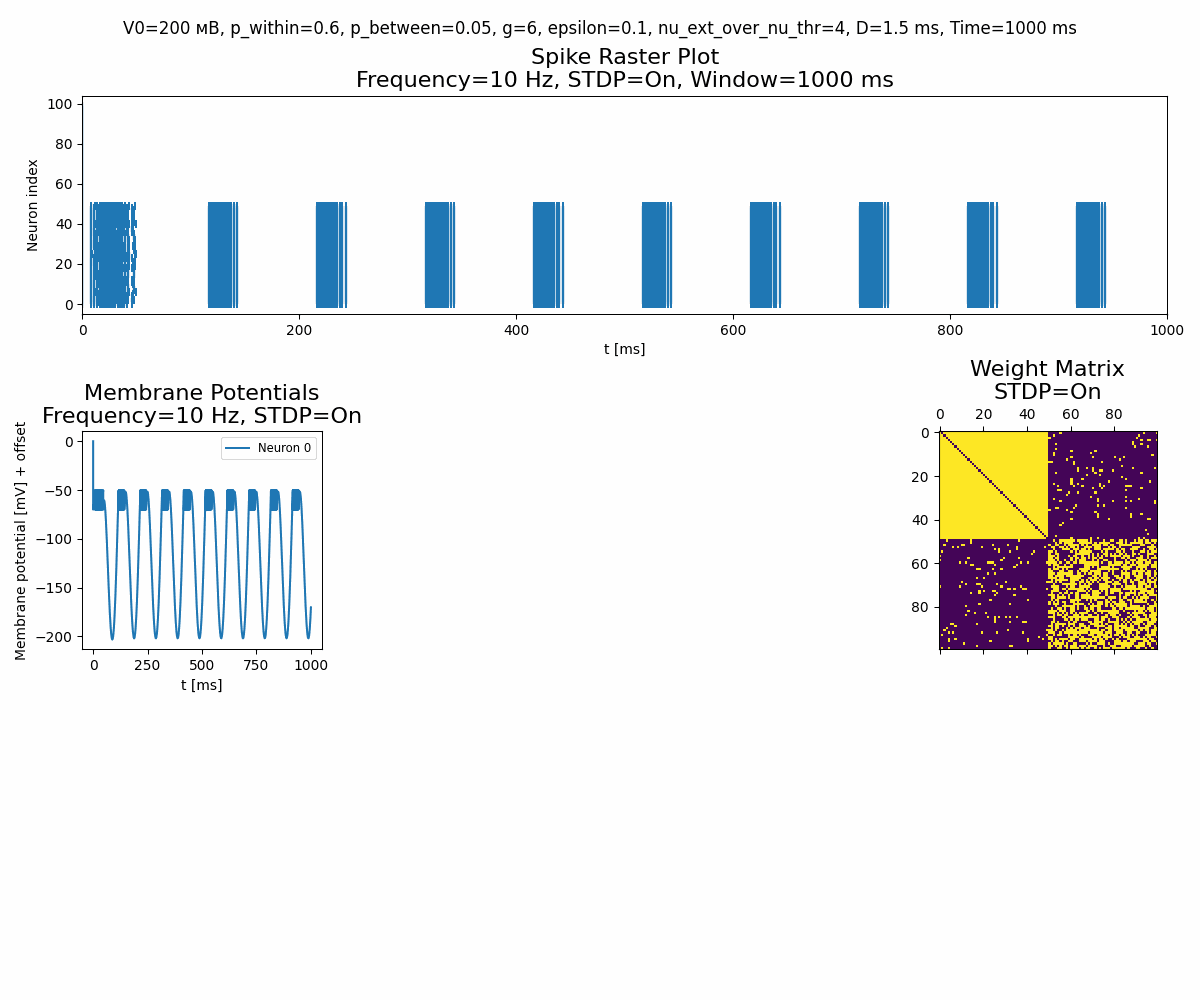 V0=200 мВ, p_within=0.6, p_between=0.05, g=6, epsilon=0.1, nu_ext_over_nu_thr=4, D=1.5 ms, Time=1000 ms
Spike Raster Plot
Frequency=10 Hz, STDP=On, Window=1000 ms
100
80
60
40
20
0
Neuron index
0 200 400 600 800 1000
t [ms]
Membrane Potentials
Frequency=10 Hz, STDP=On
0
−50
−100
−150
−200
Membrane potential [mV] + offset
Neuron 0
0 250 500 750 1000
t [ms]
Weight Matrix
STDP=On
0 20 40 60 80
0
20
40
60
80